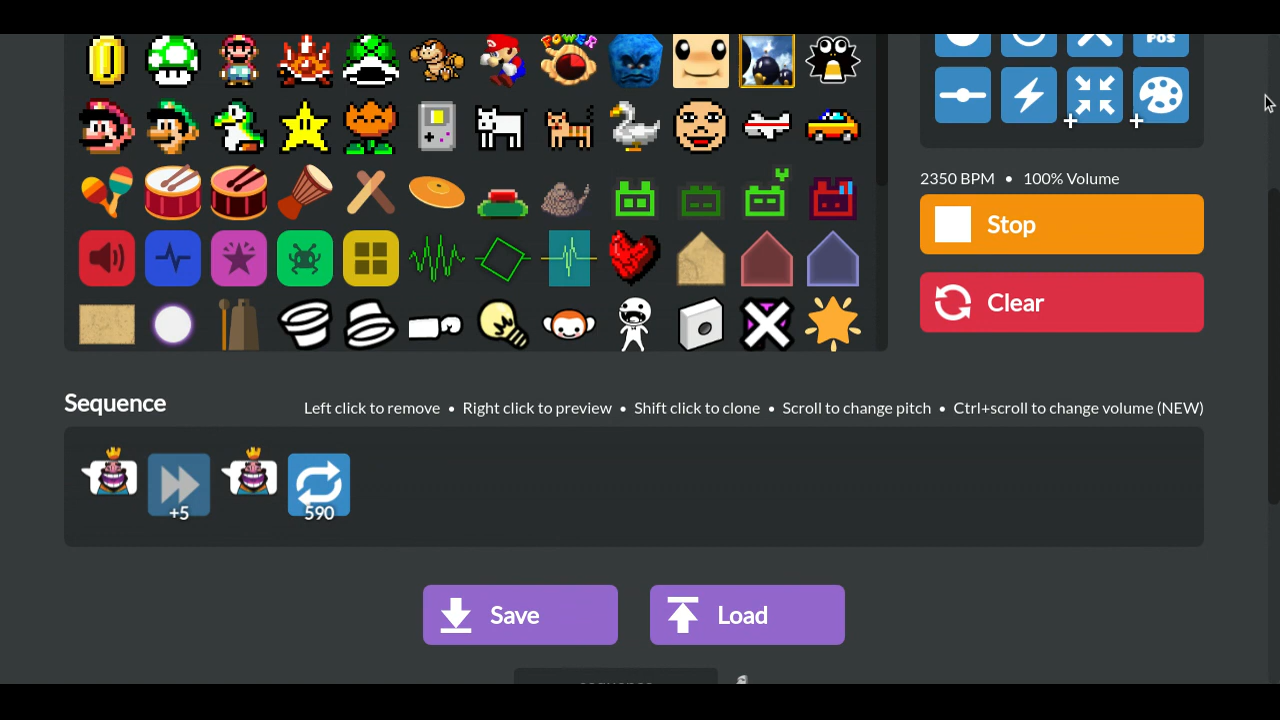 POWER
POS
2350 BPM • 100% Volume
Stop
Clear
Sequence
Left click to remove • Right click to preview • Shift click to clone • Scroll to change pitch • Ctrl+scroll to change volume (NEW)
+5
590
Save
Load